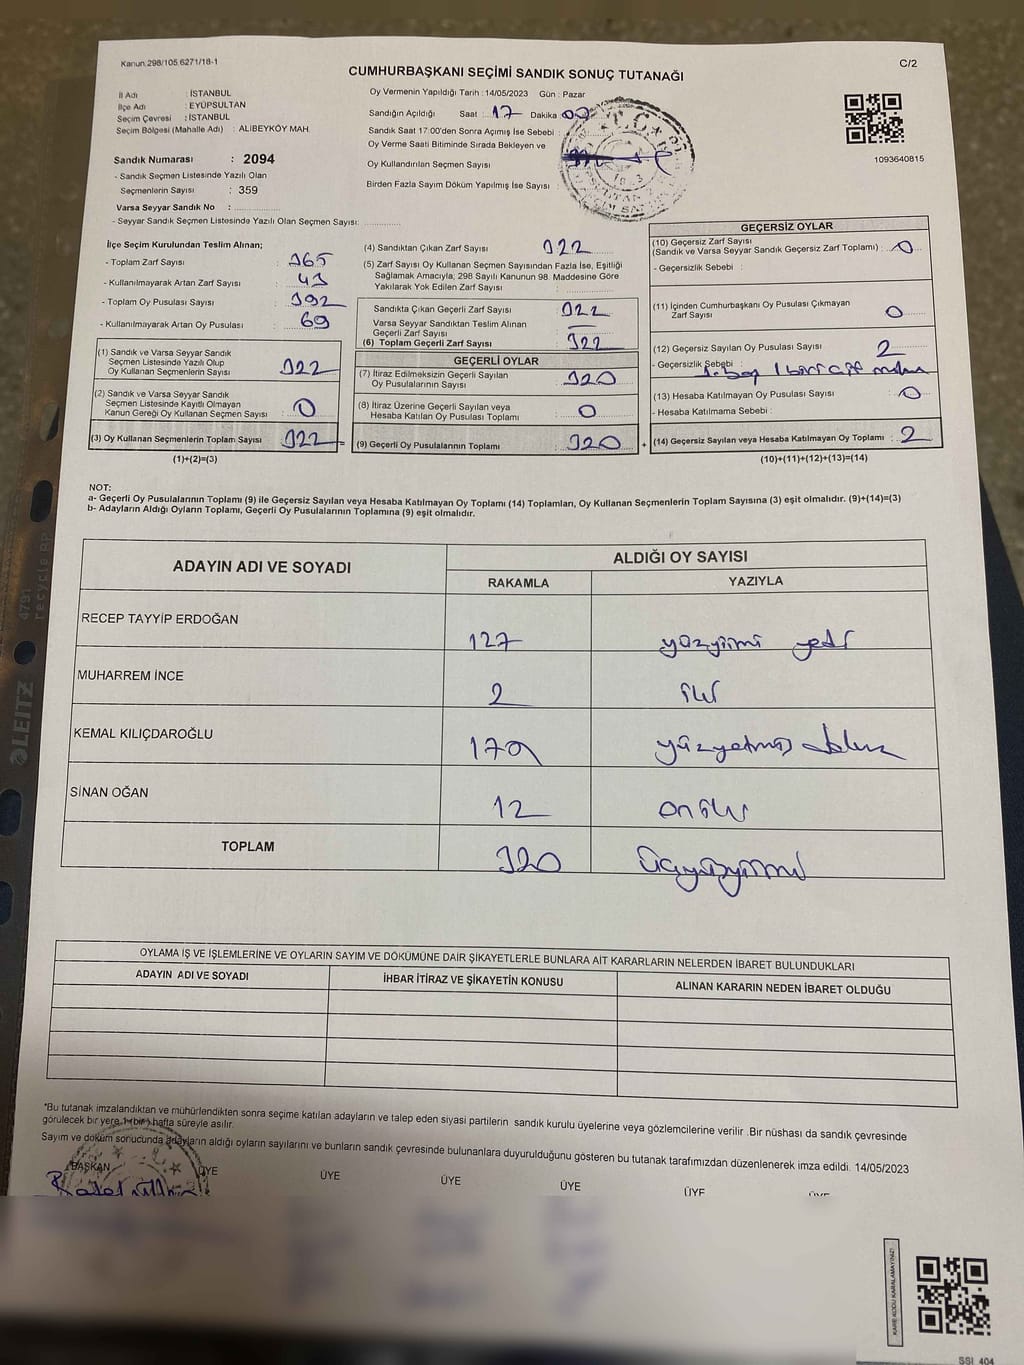 Kanun.298/105.6271/18-1
C/2
CUMHURBAŞKANI SEÇİMİ SANDIK SONUÇ TUTANAĞI
İl Adı : İSTANBUL
İlçe Adı : EYÜPSULTAN
Seçim Çevresi : İSTANBUL
Seçim Bölgesi (Mahalle Adı) : ALİBEYKÖY MAH.
Sandık Numarası : 2094
- Sandık Seçmen Listesinde Yazılı Olan
Seçmenlerin Sayısı : 359
Varsa Seyyar Sandık No :
- Seyyar Sandık Seçmen Listesinde Yazılı Olan Seçmen Sayısı:
Oy Vermenin Yapıldığı Tarih :14/05/2023 Gün : Pazar
Sandığın Açıldığı Saat 17 Dakika 00
Sandık Saat 17:00'den Sonra Açımış İse Sebebi :
Oy Verme Saati Bitiminde Sırada Bekleyen ve
Oy Kullandırılan Seçmen Sayısı
Birden Fazla Sayım Döküm Yapılmış İse Sayısı :
1093640815
İlçe Seçim Kurulundan Teslim Alınan;
- Toplam Zarf Sayısı : 365
- Kullanılmayarak Artan Zarf Sayısı : 43
- Toplam Oy Pusulası Sayısı : 392
- Kullanılmayarak Artan Oy Pusulası : 69
(1) Sandık ve Varsa Seyyar Sandık
Seçmen Listesinde Yazılı Olup
Oy Kullanan Seçmenlerin Sayısı : 322
(2) Sandık ve Varsa Seyyar Sandık
Seçmen Listesinde Kayıtlı Olmayan
Kanun Gereği Oy Kullanan Seçmen Sayısı : 0
(3) Oy Kullanan Seçmenlerin Toplam Sayısı : 322
(1)+(2)=(3)
(4) Sandıktan Çıkan Zarf Sayısı : 322
(5) Zarf Sayısı Oy Kullanan Seçmen Sayısından Fazla İse, Eşitliği
Sağlamak Amacıyla, 298 Sayılı Kanunun 98. Maddesine Göre
Yakılarak Yok Edilen Zarf Sayısı :
Sandıkta Çıkan Geçerli Zarf Sayısı : 322
Varsa Seyyar Sandıktan Teslim Alınan
Geçerli Zarf Sayısı : —
(6) Toplam Geçerli Zarf Sayısı : 322
GEÇERLİ OYLAR
(7) İtiraz Edilmeksizin Geçerli Sayılan
Oy Pusulalarının Sayısı : 320
(8) İtiraz Üzerine Geçerli Sayılan veya
Hesaba Katılan Oy Pusulası Toplamı : 0
(9) Geçerli Oy Pusulalarının Toplamı : 320
GEÇERSİZ OYLAR
(10) Geçersiz Zarf Sayısı
(Sandık ve Varsa Seyyar Sandık Geçersiz Zarf Toplamı) : 0
- Geçersizlik Sebebi :
(11) İçinden Cumhurbaşkanı Oy Pusulası Çıkmayan
Zarf Sayısı : 0
(12) Geçersiz Sayılan Oy Pusulası Sayısı : 2
- Geçersizlik Sebebi :
(13) Hesaba Katılmayan Oy Pusulası Sayısı : 0
- Hesaba Katılmama Sebebi :
+ (14) Geçersiz Sayılan veya Hesaba Katılmayan Oy Toplamı : 2
(10)+(11)+(12)+(13)=(14)
NOT:
a- Geçerli Oy Pusulalarının Toplamı (9) ile Geçersiz Sayılan veya Hesaba Katılmayan Oy Toplamı (14) Toplamları, Oy Kullanan Seçmenlerin Toplam Sayısına (3) eşit olmalıdır. (9)+(14)=(3)
b- Adayların Aldığı Oyların Toplamı, Geçerli Oy Pusulalarının Toplamına (9) eşit olmalıdır.
ADAYIN ADI VE SOYADI
ALDIĞI OY SAYISI
RAKAMLA YAZIYLA
RECEP TAYYİP ERDOĞAN 127 yüzyirmi yedi
MUHARREM İNCE 2 iki
KEMAL KILIÇDAROĞLU 179 yüzyetmiş dokuz
SİNAN OĞAN 12 oniki
TOPLAM 320 üçyüzyirmi
OYLAMA İŞ VE İŞLEMLERİNE VE OYLARIN SAYIM VE DÖKÜMÜNE DAİR ŞİKAYETLERLE BUNLARA AİT KARARLARIN NELERDEN İBARET BULUNDUKLARI
ADAYIN ADI VE SOYADI İHBAR İTİRAZ VE ŞİKAYETİN KONUSU ALINAN KARARIN NEDEN İBARET OLDUĞU
*Bu tutanak imzalandıktan ve mühürlendikten sonra seçime katılan adayların ve talep eden siyasi partilerin sandık kurulu üyelerine veya gözlemcilerine verilir .Bir nüshası da sandık çevresinde
görülecek bir yere 1 (bir) hafta süreyle asılır.
Sayım ve döküm sonucunda adayların aldığı oyların sayılarını ve bunların sandık çevresinde bulunanlara duyurulduğunu gösteren bu tutanak tarafımızdan düzenlenerek imza edildi. 14/05/2023
BAŞKAN ÜYE ÜYE ÜYE ÜYE ÜYE ÜYE
KARE KODU KARALAMAYINIZ!
SSI 404
LEITZ
4791
recycle PP